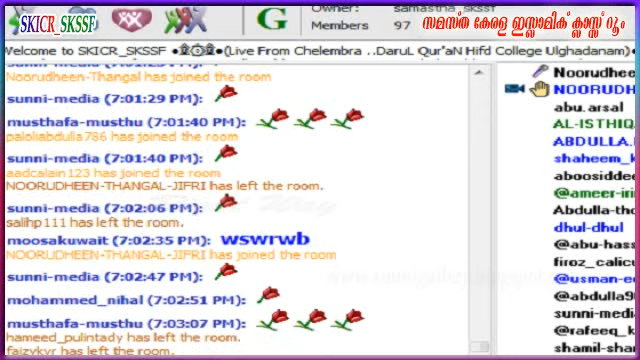 SKICR_SKSSF
G
Owner: samastha_skssf
Members 97
സമസ്ത കേരള ഇസ്ലാമിക് ക്ലാസ്സ് റൂം
Welcome to SKICR_SKSSF (Live From Chelembra ..DaruL Qur'aN Hifd College Ulghadanam)
sunni-media
Noorudheen-Thangal has joined the room
sunni-media (7:01:29 PM):
musthafa-musthu (7:01:40 PM):
paloliabdulla786 has joined the room
sunni-media (7:01:40 PM):
aadcalain123 has joined the room
NOORUDHEEN-THANGAL-JIFRI has left the room.
sunni-media (7:02:06 PM):
salihp111 has left the room.
moosakuwait (7:02:35 PM): wswrwb
NOORUDHEEN-THANGAL-JIFRI has joined the room
sunni-media (7:02:47 PM):
mohammed_nihal (7:02:51 PM):
musthafa-musthu (7:03:07 PM):
hameed_pulintady has left the room.
faizykyr has left the room.
Noorudhee
NOORUDH
abu.arsal
AL-ISTHIQ
ABDULLA.
shaheem_k
aboosiddee
@ameer-iri
Abdulla-tho
dhul-dhul
@abu-hass
firoz_calicu
@usman-e
@abdulla9
sunni-medi
@rafeeq_k
shamil-shar